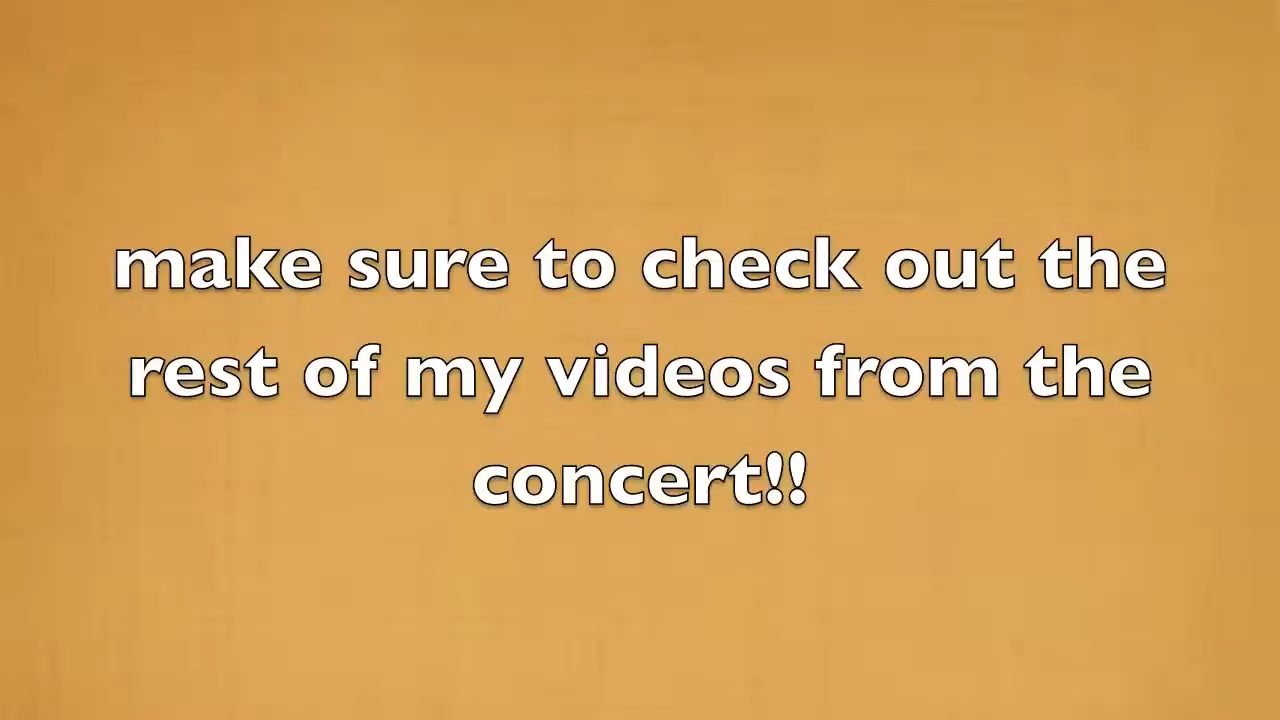 make sure to check out the
rest of my videos from the
concert!!